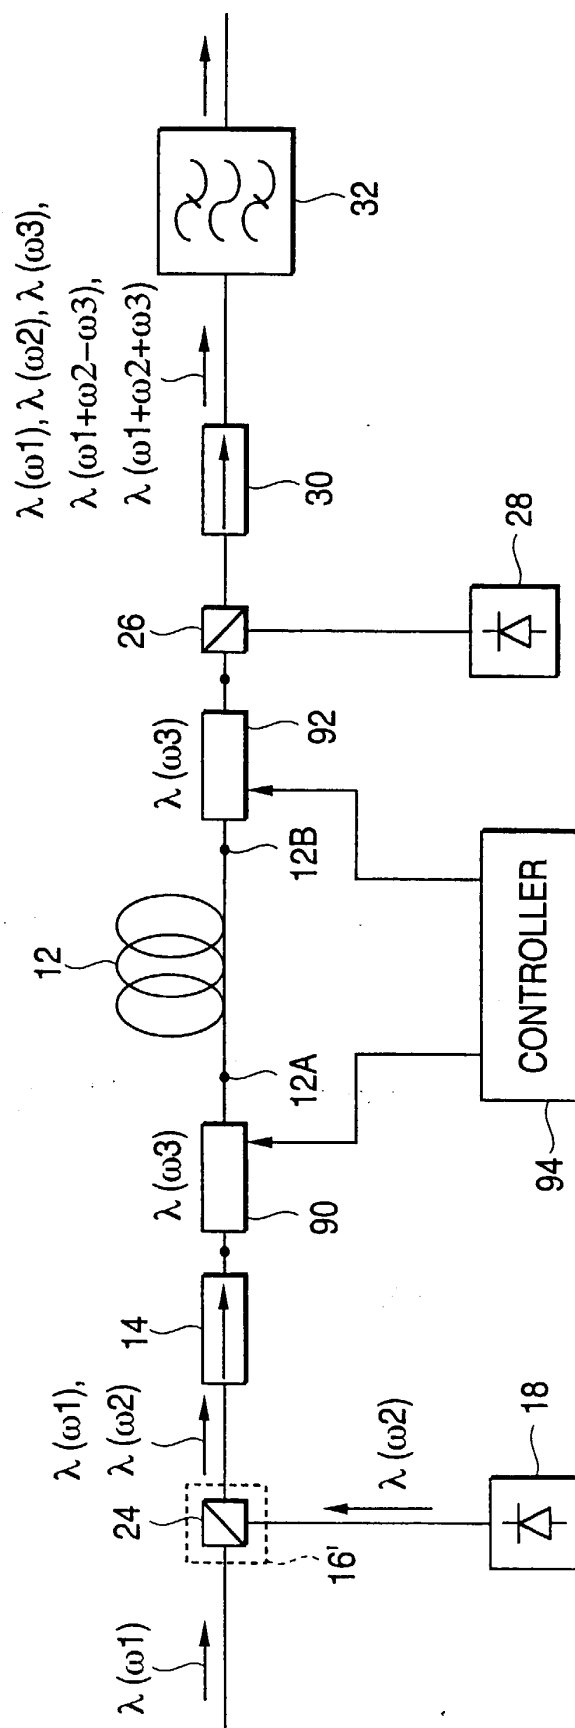 λ(ω1)
24
16'
λ(ω1),
λ(ω2)
λ(ω2)
18
14
λ(ω3)
90
12A
12
12B
λ(ω3)
92
CONTROLLER
94
26
28
30
λ(ω1), λ(ω2), λ(ω3),
λ(ω1+ω2−ω3),
λ(ω1+ω2+ω3)
32